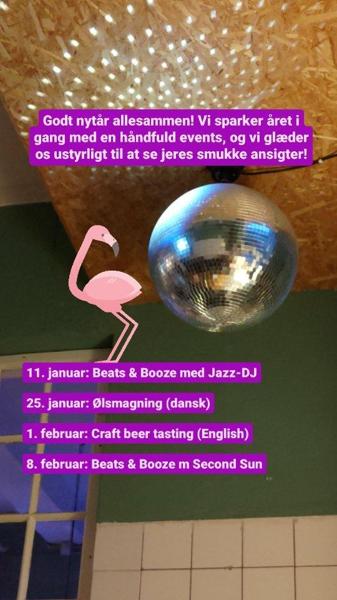 Godt nytår allesammen! Vi sparker året i
gang med en håndfuld events, og vi glæder
os ustyrligt til at se jeres smukke ansigter!
11. januar: Beats & Booze med Jazz-DJ
25. januar: Ølsmagning (dansk)
1. februar: Craft beer tasting (English)
8. februar: Beats & Booze m Second Sun